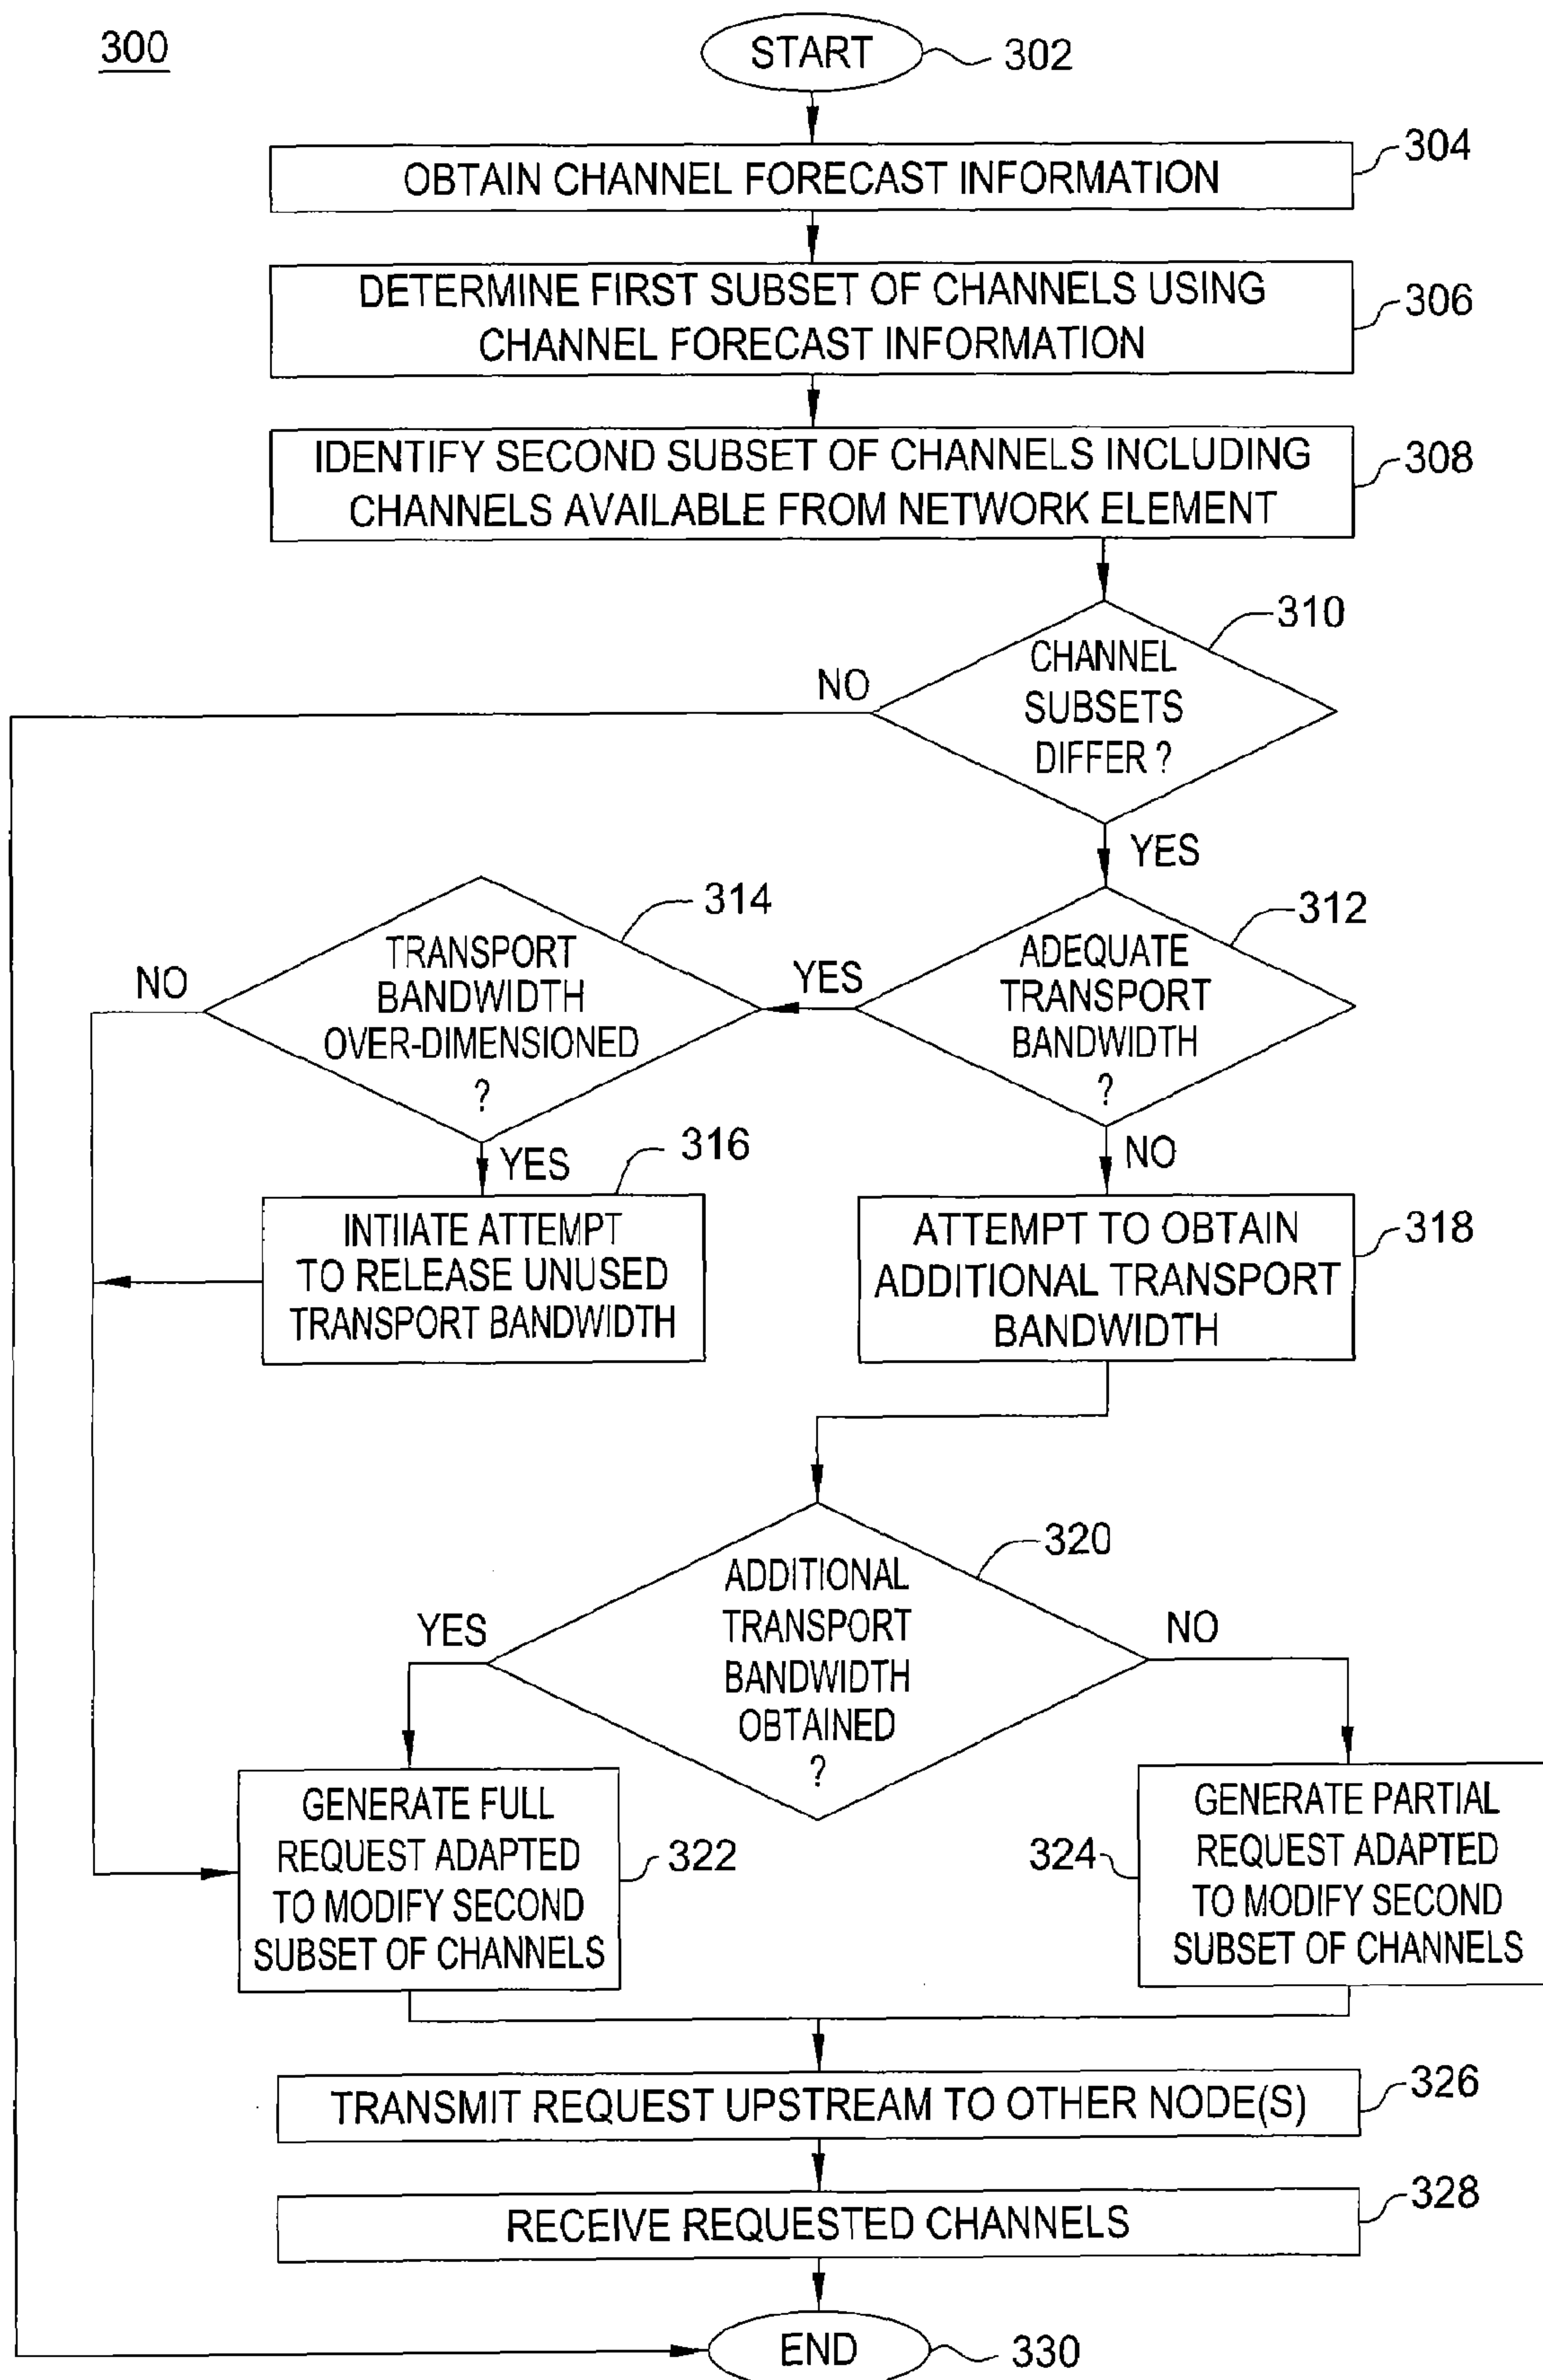 300
START
302
OBTAIN CHANNEL FORECAST INFORMATION
304
DETERMINE FIRST SUBSET OF CHANNELS USING
CHANNEL FORECAST INFORMATION
306
IDENTIFY SECOND SUBSET OF CHANNELS INCLUDING
CHANNELS AVAILABLE FROM NETWORK ELEMENT
308
310
CHANNEL
SUBSETS
DIFFER ?
NO
YES
312
ADEQUATE
TRANSPORT
BANDWIDTH
?
YES
NO
314
TRANSPORT
BANDWIDTH
OVER-DIMENSIONED
?
NO
YES
316
INTIIATE ATTEMPT
TO RELEASE UNUSED
TRANSPORT BANDWIDTH
ATTEMPT TO OBTAIN
ADDITIONAL TRANSPORT
BANDWIDTH
318
320
ADDITIONAL
TRANSPORT
BANDWIDTH
OBTAINED
?
YES
NO
GENERATE FULL
REQUEST ADAPTED
TO MODIFY SECOND
SUBSET OF CHANNELS
322
324
GENERATE PARTIAL
REQUEST ADAPTED
TO MODIFY SECOND
SUBSET OF CHANNELS
TRANSMIT REQUEST UPSTREAM TO OTHER NODE(S)
326
RECEIVE REQUESTED CHANNELS
328
END
330